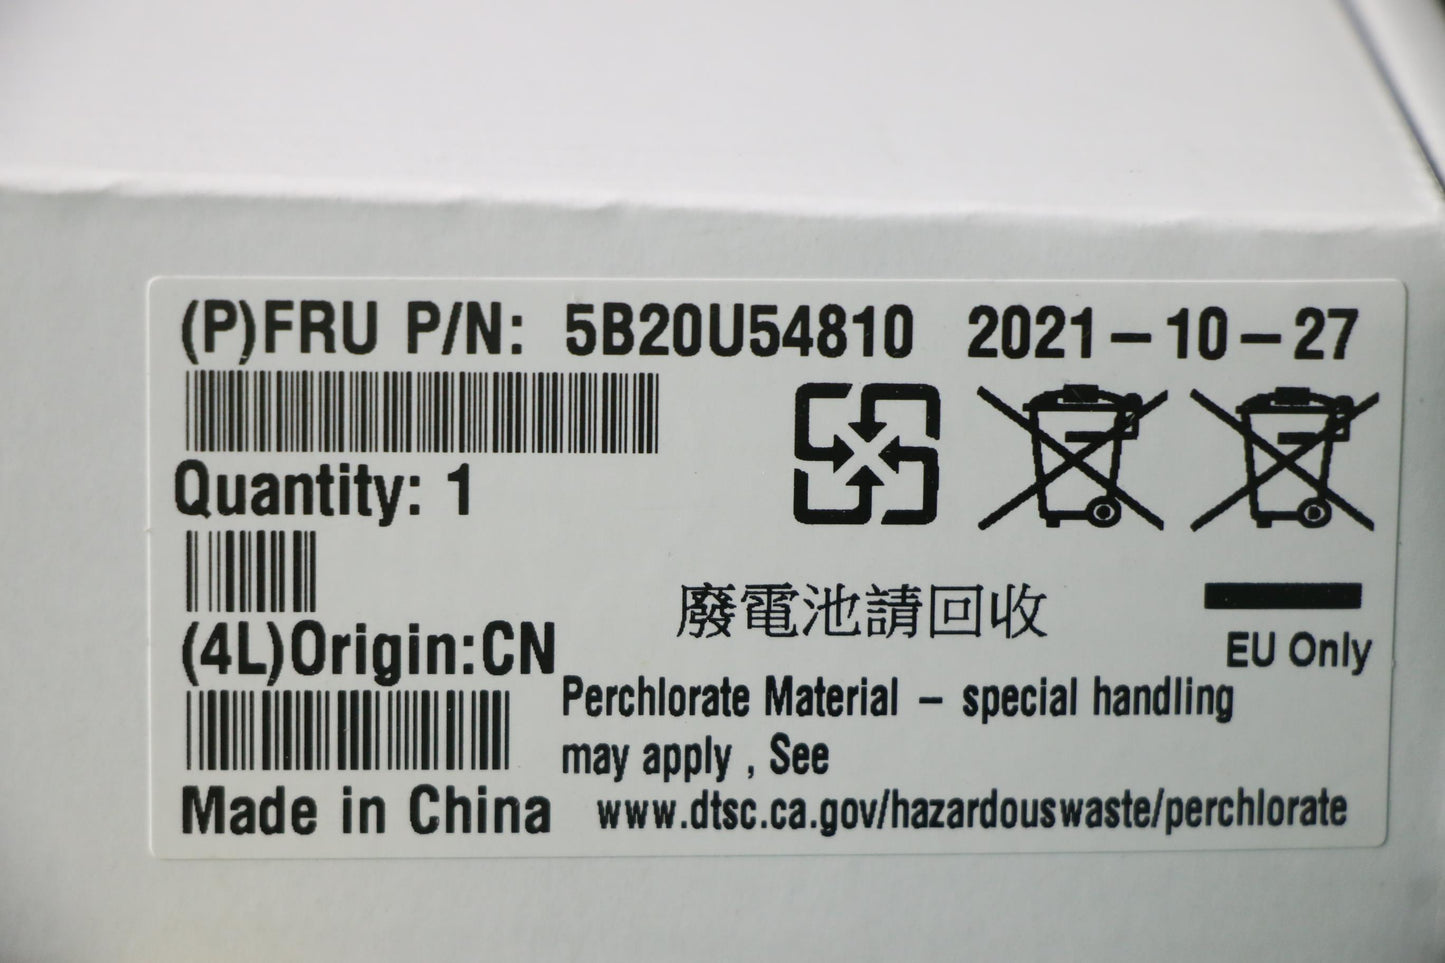 (P)FRU P/N: 5B20U54810 2021-10-27
Quantity: 1
廢電池請回收
EU Only
(4L)Origin:CN
Perchlorate Material – special handling
may apply , See
www.dtsc.ca.gov/hazardouswaste/perchlorate
Made in China